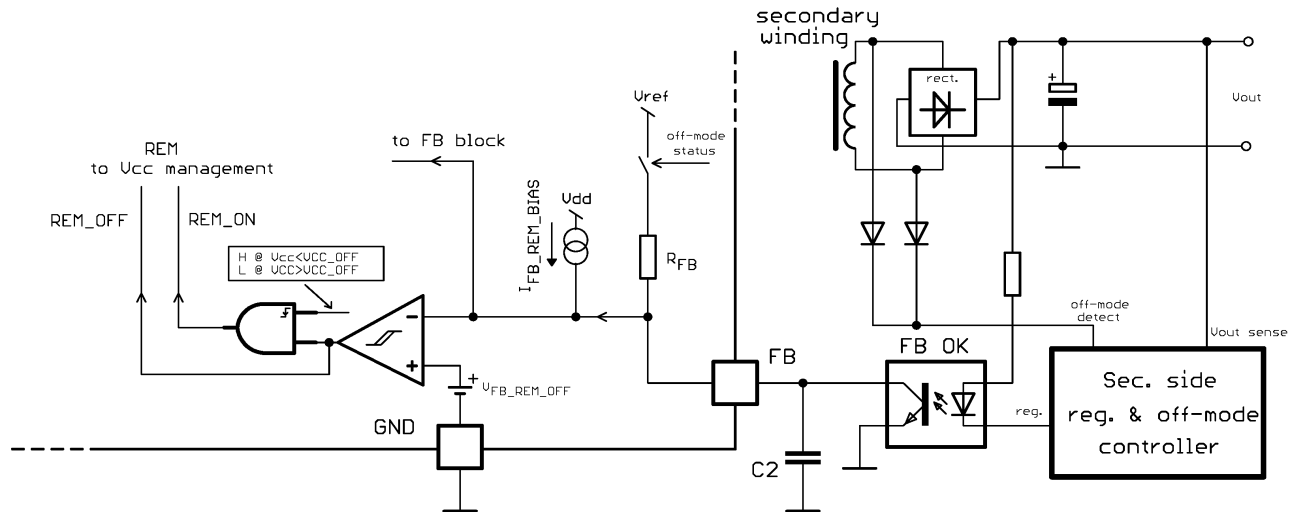 secondary
winding
rect.
+
Vout
Vref
off-mode
status
to FB block
REM
to Vcc management
REM_OFF
REM_ON
I FB_REM_BIAS
Vdd
RFB
H @ Vcc<VCC_OFF
L @ VCC>VCC_OFF
-
+
+
VFB_REM_OFF
GND
FB
C2
FB OK
off-mode
detect
Vout sense
reg.
Sec. side
reg. & off-mode
controller